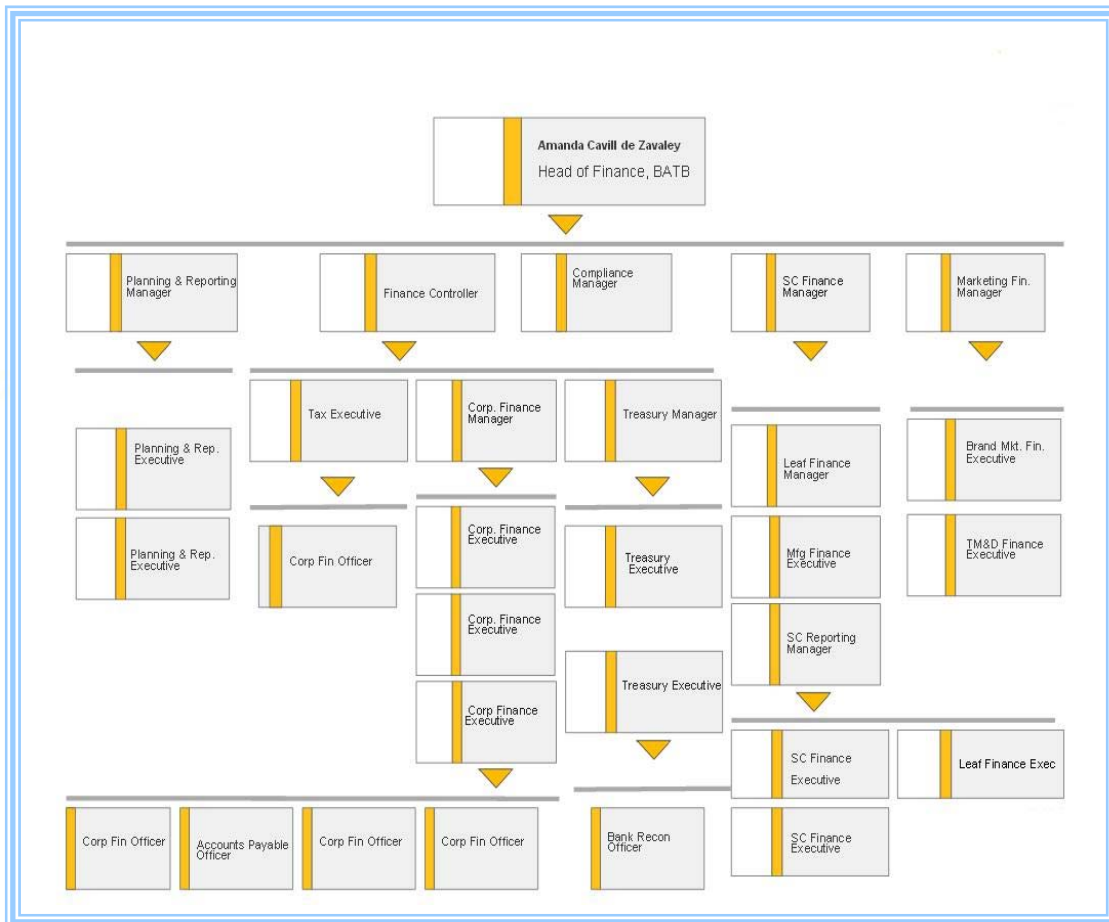 Amanda Cavill de Zavaley
Head of Finance, BATB
Planning & Reporting
Manager
Finance Controller
Compliance
Manager
SC Finance
Manager
Marketing Fin.
Manager
Tax Executive
Corp. Finance
Manager
Treasury Manager
Planning & Rep.
Executive
Leaf Finance
Manager
Brand Mkt. Fin.
Executive
Planning & Rep.
Executive
Corp Fin Officer
Corp. Finance
Executive
Treasury
Executive
Mfg Finance
Executive
TM&D Finance
Executive
Corp. Finance
Executive
SC Reporting
Manager
Corp Finance
Executive
Treasury Executive
SC Finance
Executive
Leaf Finance Exec
Corp Fin Officer
Accounts Payable
Officer
Corp Fin Officer
Corp Fin Officer
Bank Recon
Officer
SC Finance
Executive